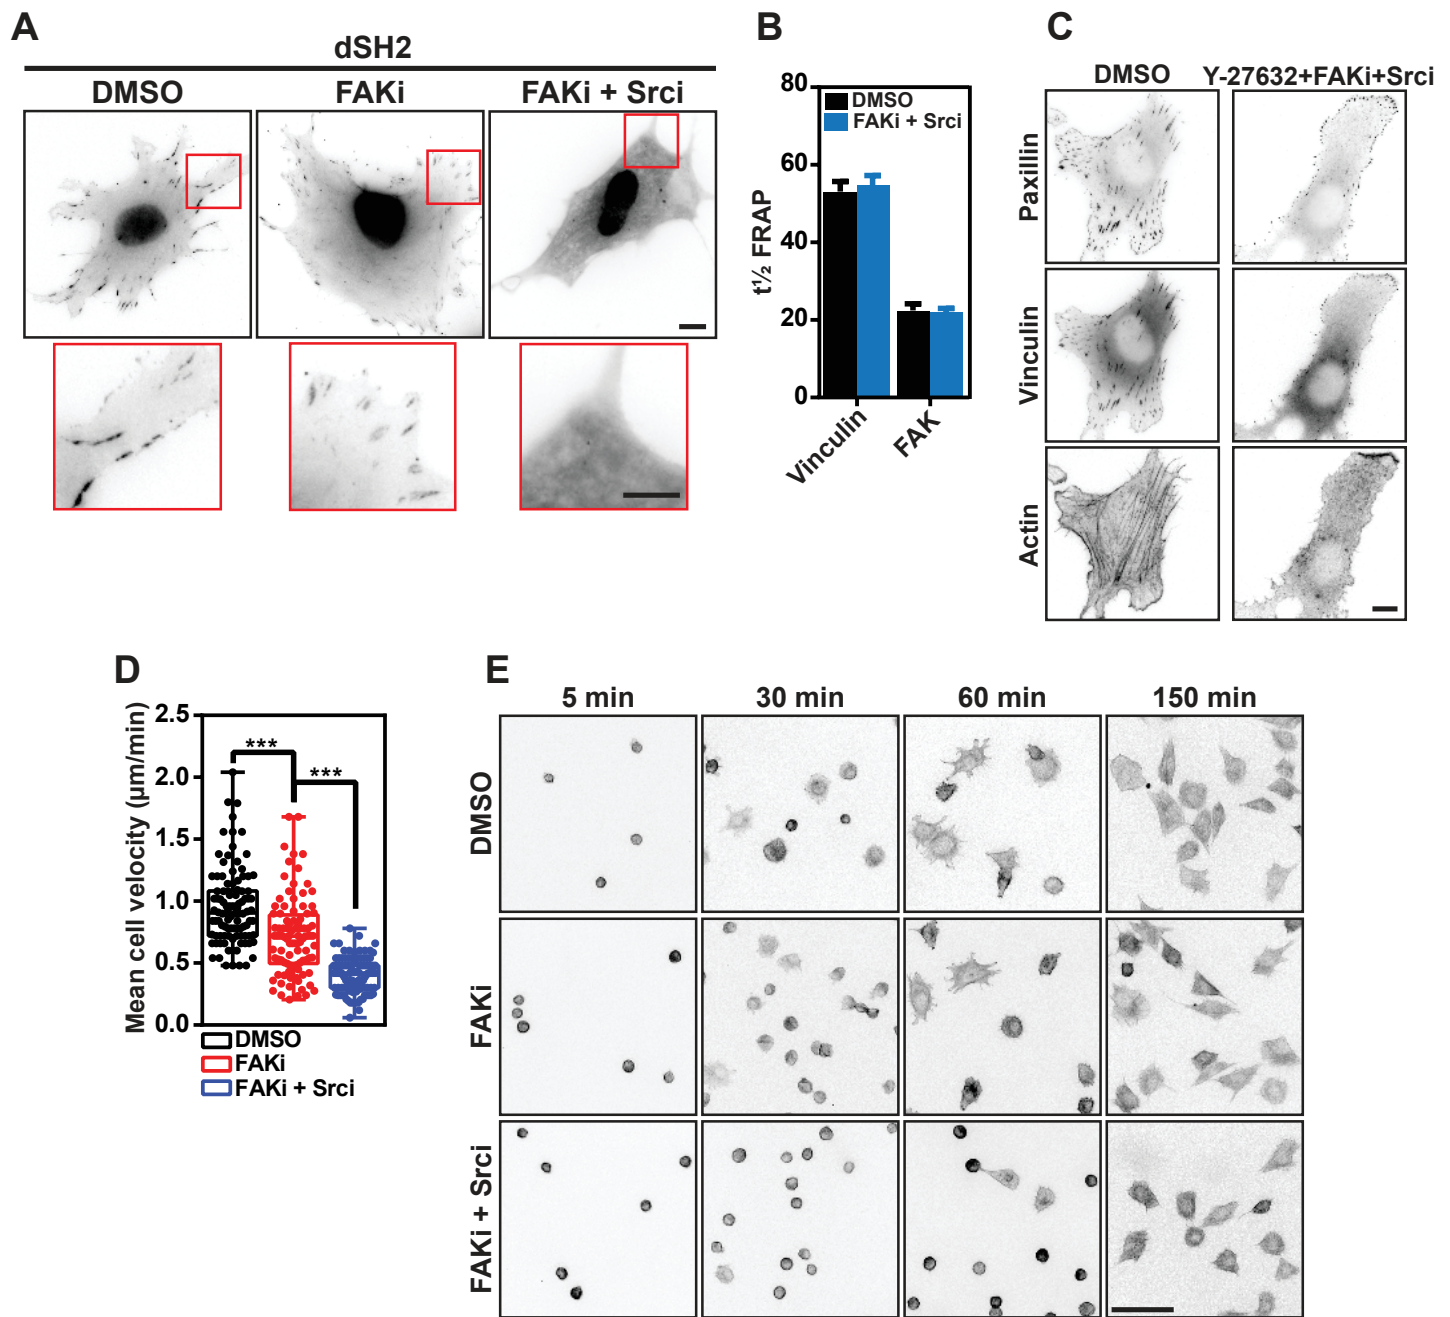 A
dSH2
DMSO FAKi FAKi + Srci
B
80
60
40
20
0
t½ FRAP
DMSO
FAKi + Srci
Vinculin FAK
C
DMSO Y-27632+FAKi+Srci
Paxillin
Vinculin
Actin
D
2.5
2.0
1.5
1.0
0.5
0.0
Mean cell velocity (µm/min)
*** ***
DMSO
FAKi
FAKi + Srci
E
5 min 30 min 60 min 150 min
DMSO
FAKi
FAKi + Srci